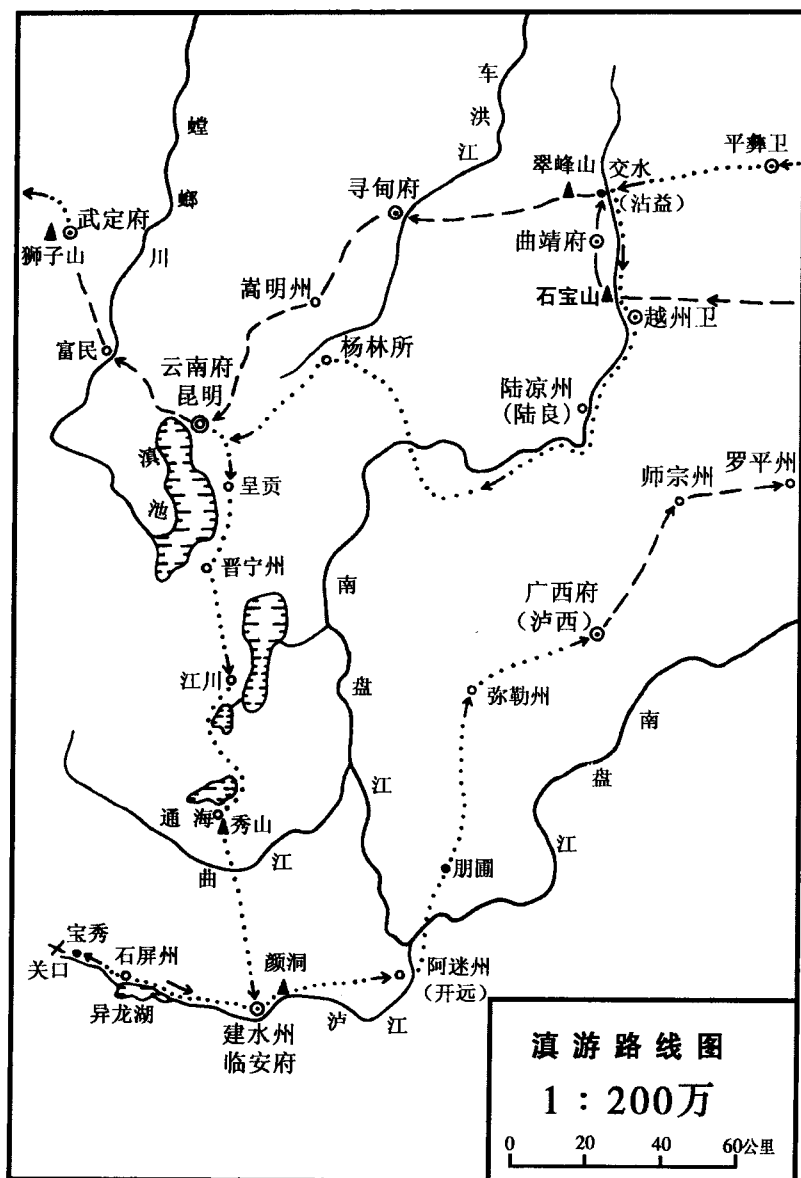 车
洪
江
螳
螂
川
翠峰山
交水
(沾益)
平彝卫
寻甸府
武定府
狮子山
曲靖府
嵩明州
石宝山
越州卫
富民
云南府
昆明
杨林所
陆凉州
(陆良)
滇
池
呈贡
师宗州
罗平州
晋宁州
南
盘
江
广西府
(泸西)
江川
弥勒州
南
盘
江
通海
秀山
曲
江
朋圃
宝秀
关口
石屏州
异龙湖
颜洞
阿迷州
(开远)
建水州
临安府
泸
江
滇游路线图
1：200万
0 20 40 60公里